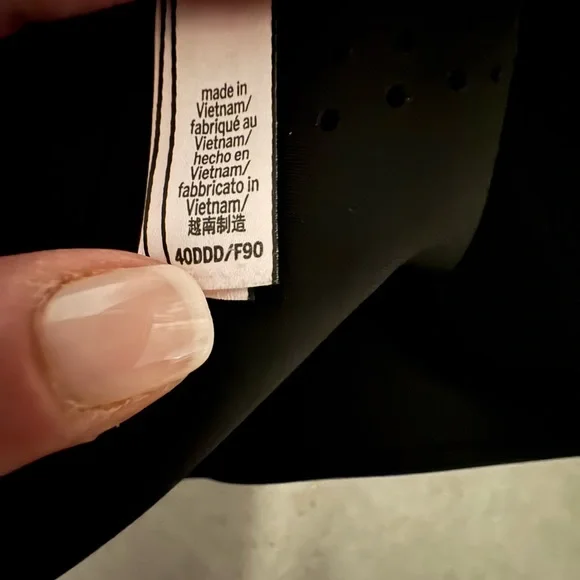 made in
Vietnam/
fabriqué au
Vietnam/
hecho en
Vietnam/
fabbricato in
Vietnam/
越南制造
40DDD/F90